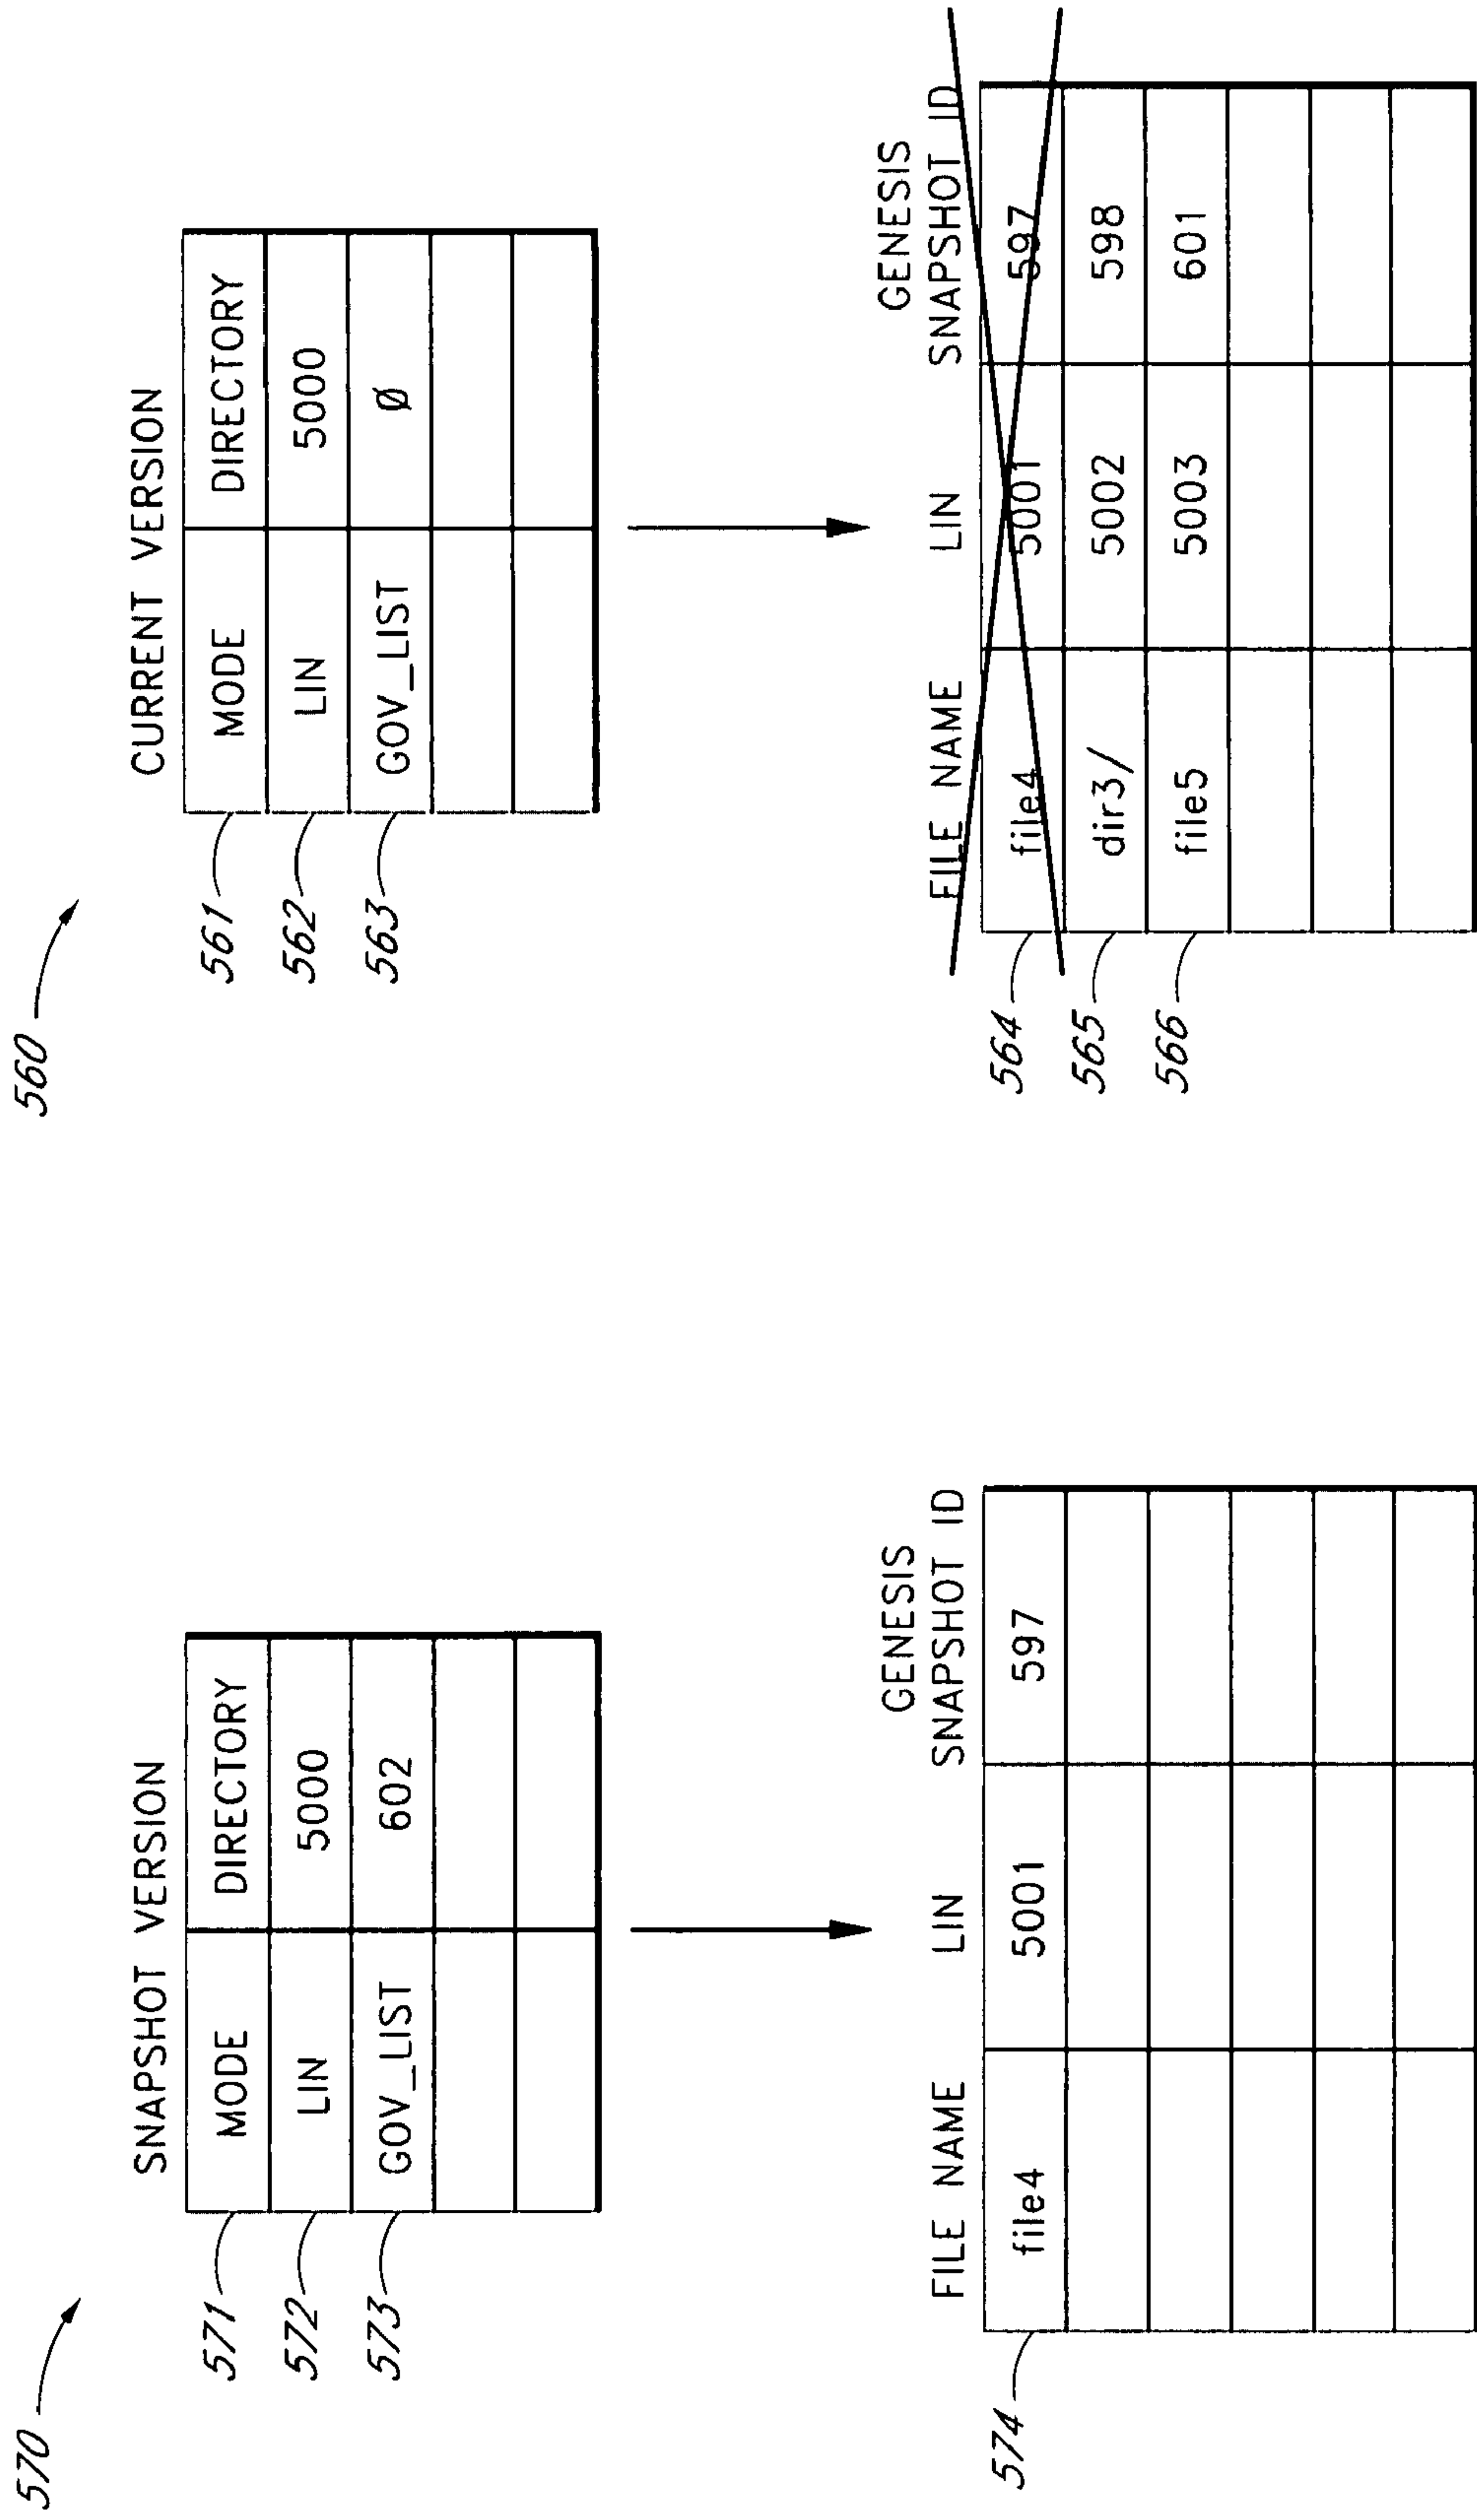 570
SNAPSHOT VERSION
571 MODE DIRECTORY
572 LIN 5000
573 GOV_LIST 602
GENESIS
FILE NAME LIN SNAPSHOT ID
574 file4 5001 597
560
CURRENT VERSION
561 MODE DIRECTORY
562 LIN 5000
563 GOV_LIST Ø
GENESIS
FILE NAME LIN SNAPSHOT ID
564 file4 5001 597
565 dir3/ 5002 598
566 file5 5003 601